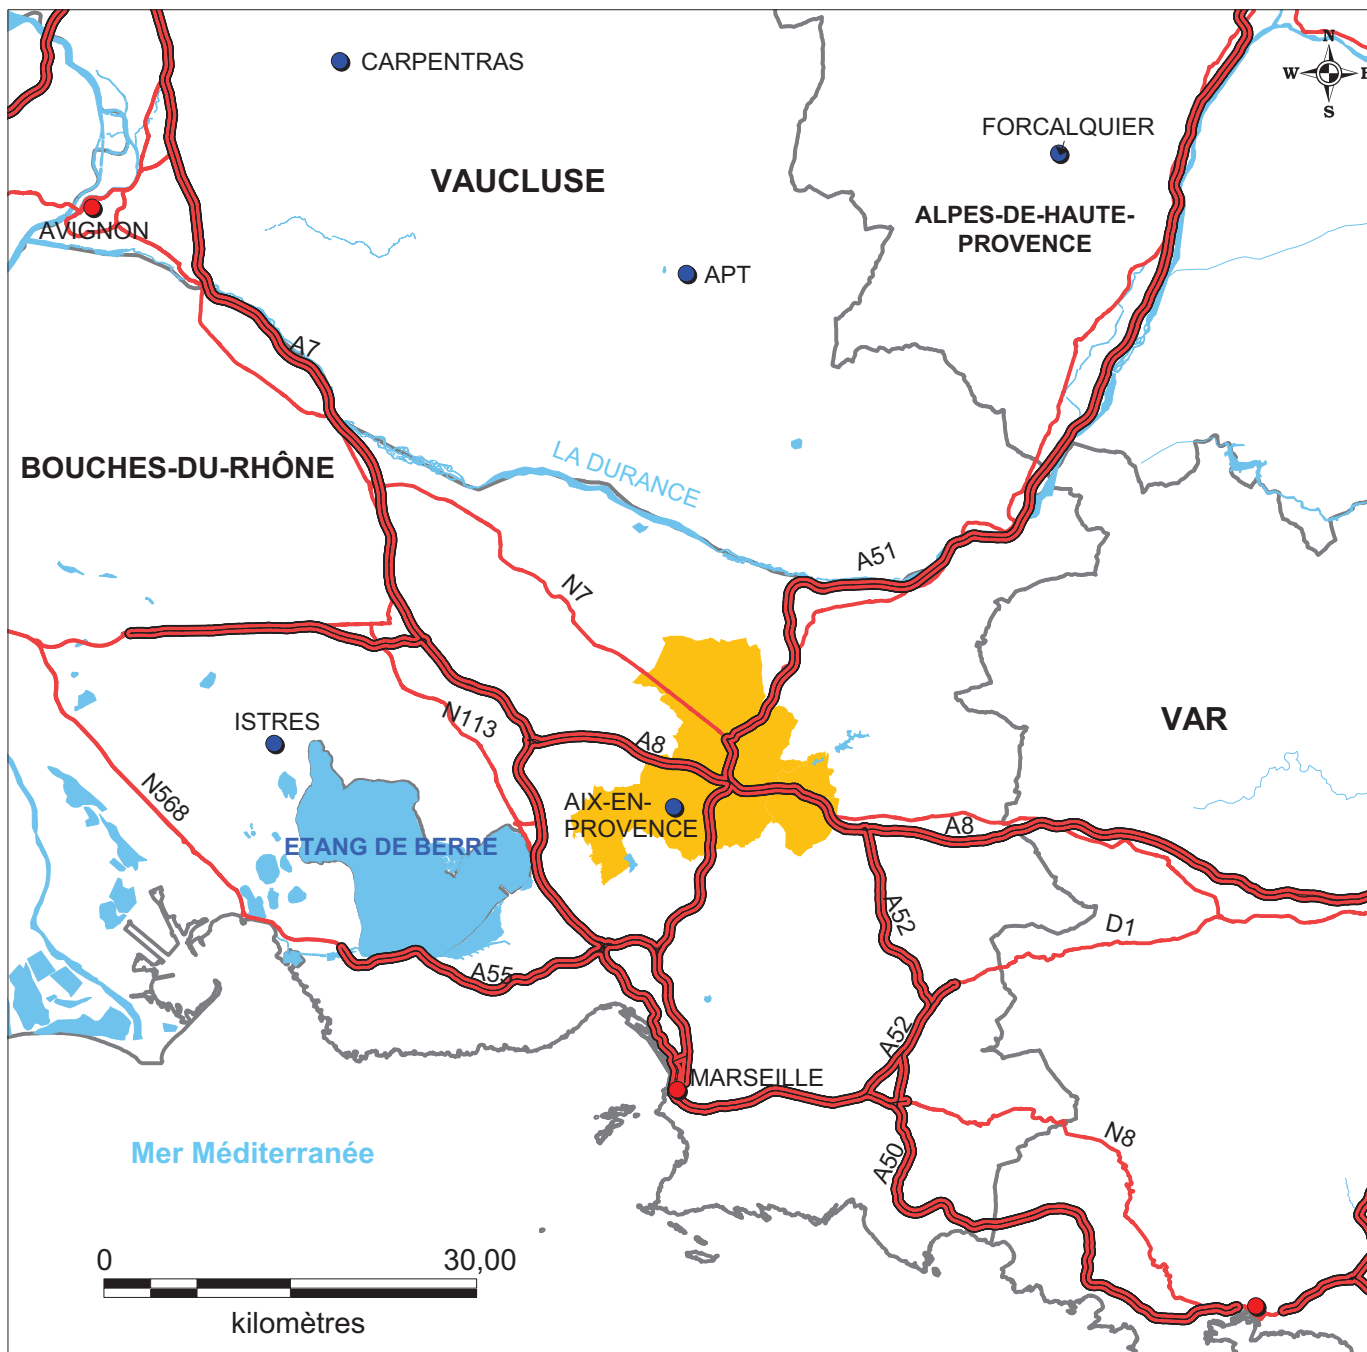 N
W
E
S
CARPENTRAS
FORCALQUIER
VAUCLUSE
ALPES-DE-HAUTE-
PROVENCE
AVIGNON
APT
A7
BOUCHES-DU-RHÔNE
LA DURANCE
A51
N7
ISTRES
N113
A8
VAR
N568
AIX-EN-
PROVENCE
ETANG DE BERRE
A8
A52
D1
A55
A52
MARSEILLE
N8
Mer Méditerranée
A50
0
30,00
kilomètres